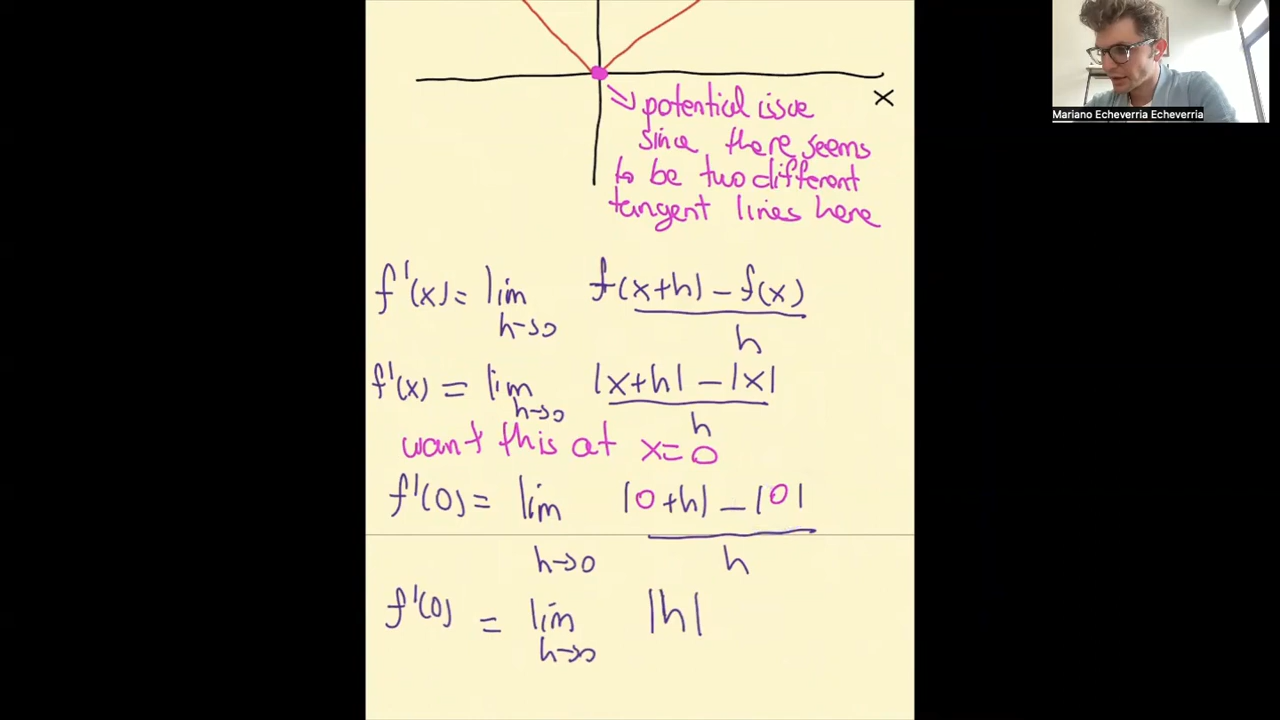 Mariano Echeverria Echeverria
x
potential issue
since there seems
to be two different
tangent lines here
f'(x) = lim f(x+h) - f(x)
h->0 h
f'(x) = lim |x+h| - |x|
h->0 h
want this at x=0
f'(0) = lim |0+h| - |0|
h->0 h
f'(0) = lim |h|
h->0